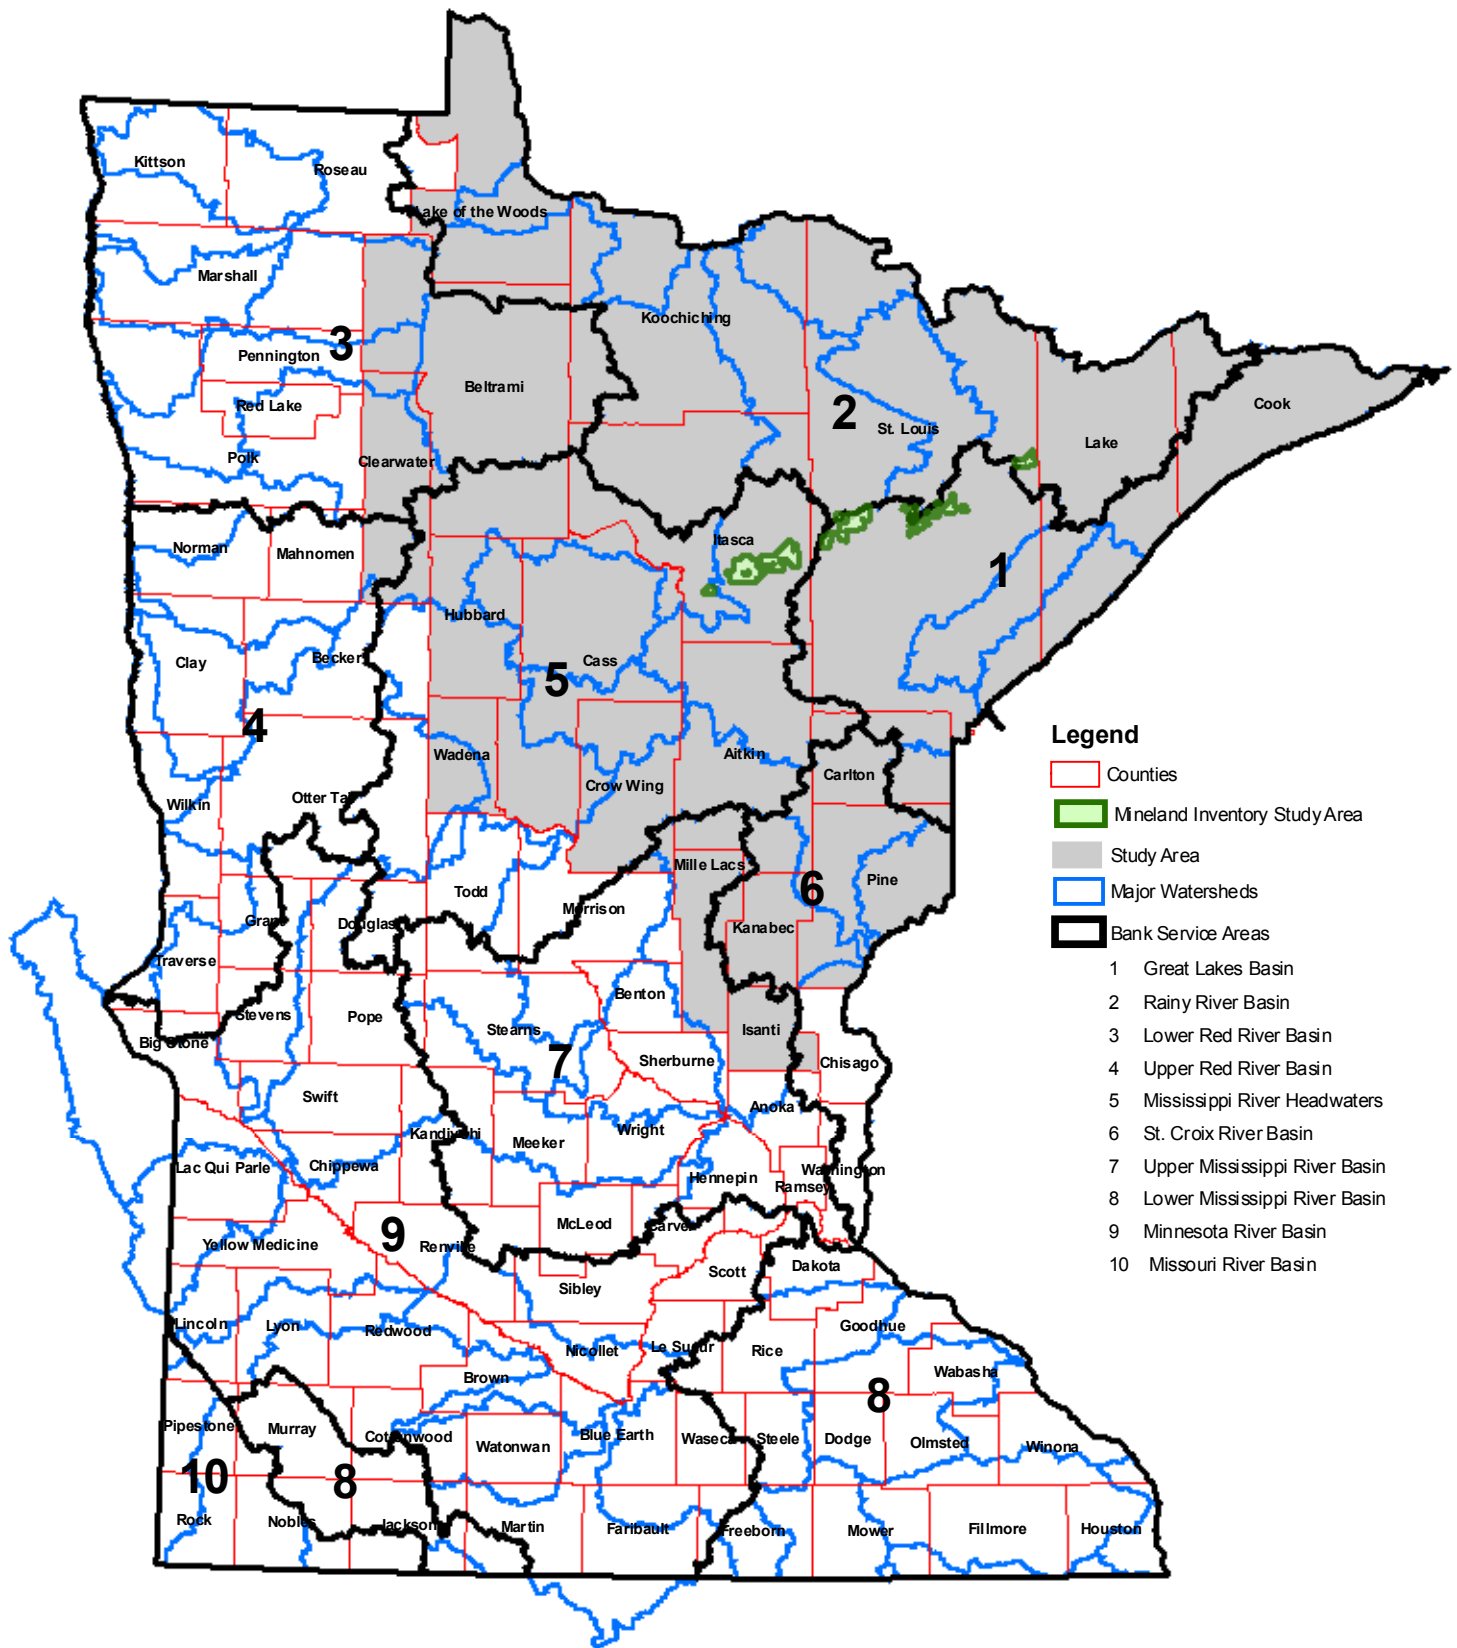 Kittson
Roseau
Lake of the Woods
Marshall
Koochiching
3
Pennington
Beltrami
Red Lake
2
Cook
St. Louis
Lake
Polk
Clearwater
Itasca
Norman
Mahnomen
1
Hubbard
Becker
Clay
Cass
5
4
Wadena
Aitkin
Carlton
Crow Wing
Wilkin
Otter Tail
Mille Lacs
Pine
6
Todd
Morrison
Grant
Douglas
Kanabec
Traverse
Benton
Stevens
Pope
Stearns
Isanti
Big Stone
7
Sherburne
Chisago
Swift
Anoka
Kandiyohi
Meeker
Wright
Lac Qui Parle
Chippewa
Washington
Hennepin
Ramsey
McLeod
Carver
9
Yellow Medicine
Renville
Scott
Dakota
Sibley
Lincoln
Lyon
Redwood
Goodhue
Nicollet
Le Sueur
Rice
Wabasha
Brown
8
Pipestone
Murray
Cottonwood
Watonwan
Blue Earth
Waseca
Steele
Dodge
Olmsted
Winona
10
8
Rock
Nobles
Jackson
Martin
Faribault
Freeborn
Mower
Fillmore
Houston
Legend
Counties
Mineland Inventory Study Area
Study Area
Major Watersheds
Bank Service Areas
1 Great Lakes Basin
2 Rainy River Basin
3 Lower Red River Basin
4 Upper Red River Basin
5 Mississippi River Headwaters
6 St. Croix River Basin
7 Upper Mississippi River Basin
8 Lower Mississippi River Basin
9 Minnesota River Basin
10 Missouri River Basin